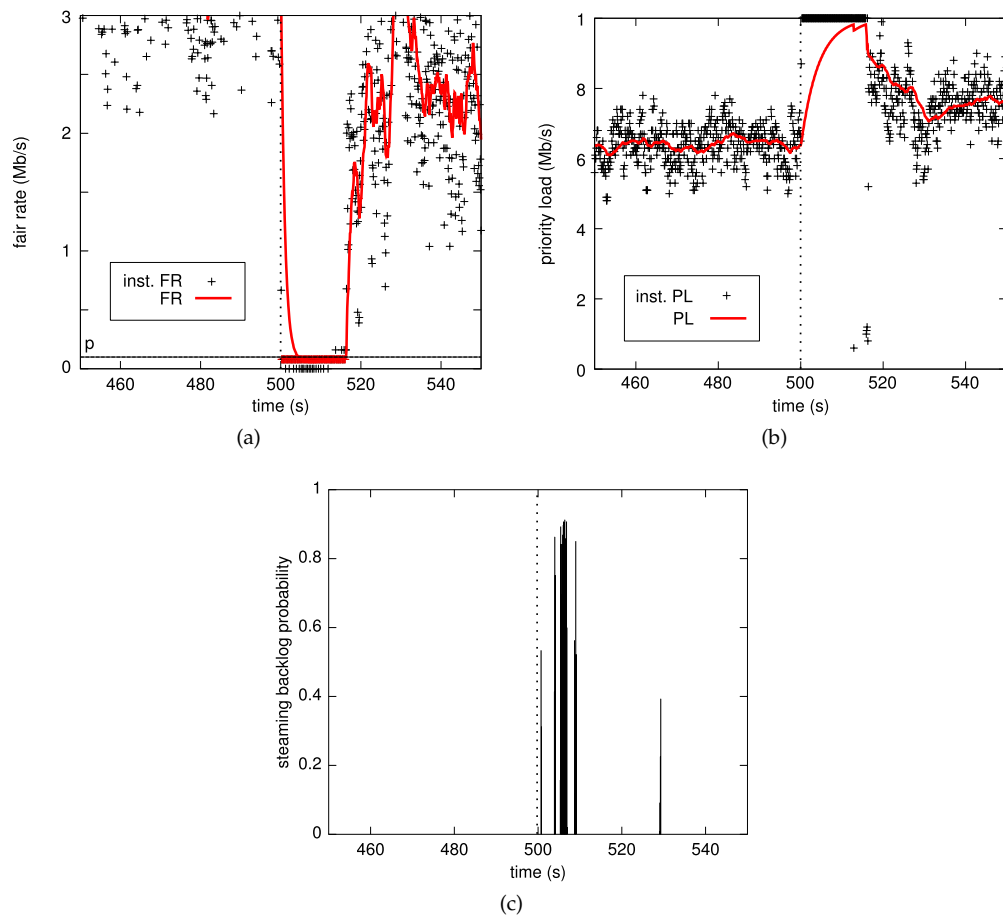 3
2
1
0
fair rate (Mb/s)
inst. FR
FR
p
460 480 500 520 540
time (s)
(a)
1
8
6
4
2
0
priority load (Mb/s)
inst. PL
PL
460 480 500 520 540
time (s)
(b)
1
0.8
0.6
0.4
0.2
0
steaming backlog probability
460 480 500 520 540
time (s)
(c)